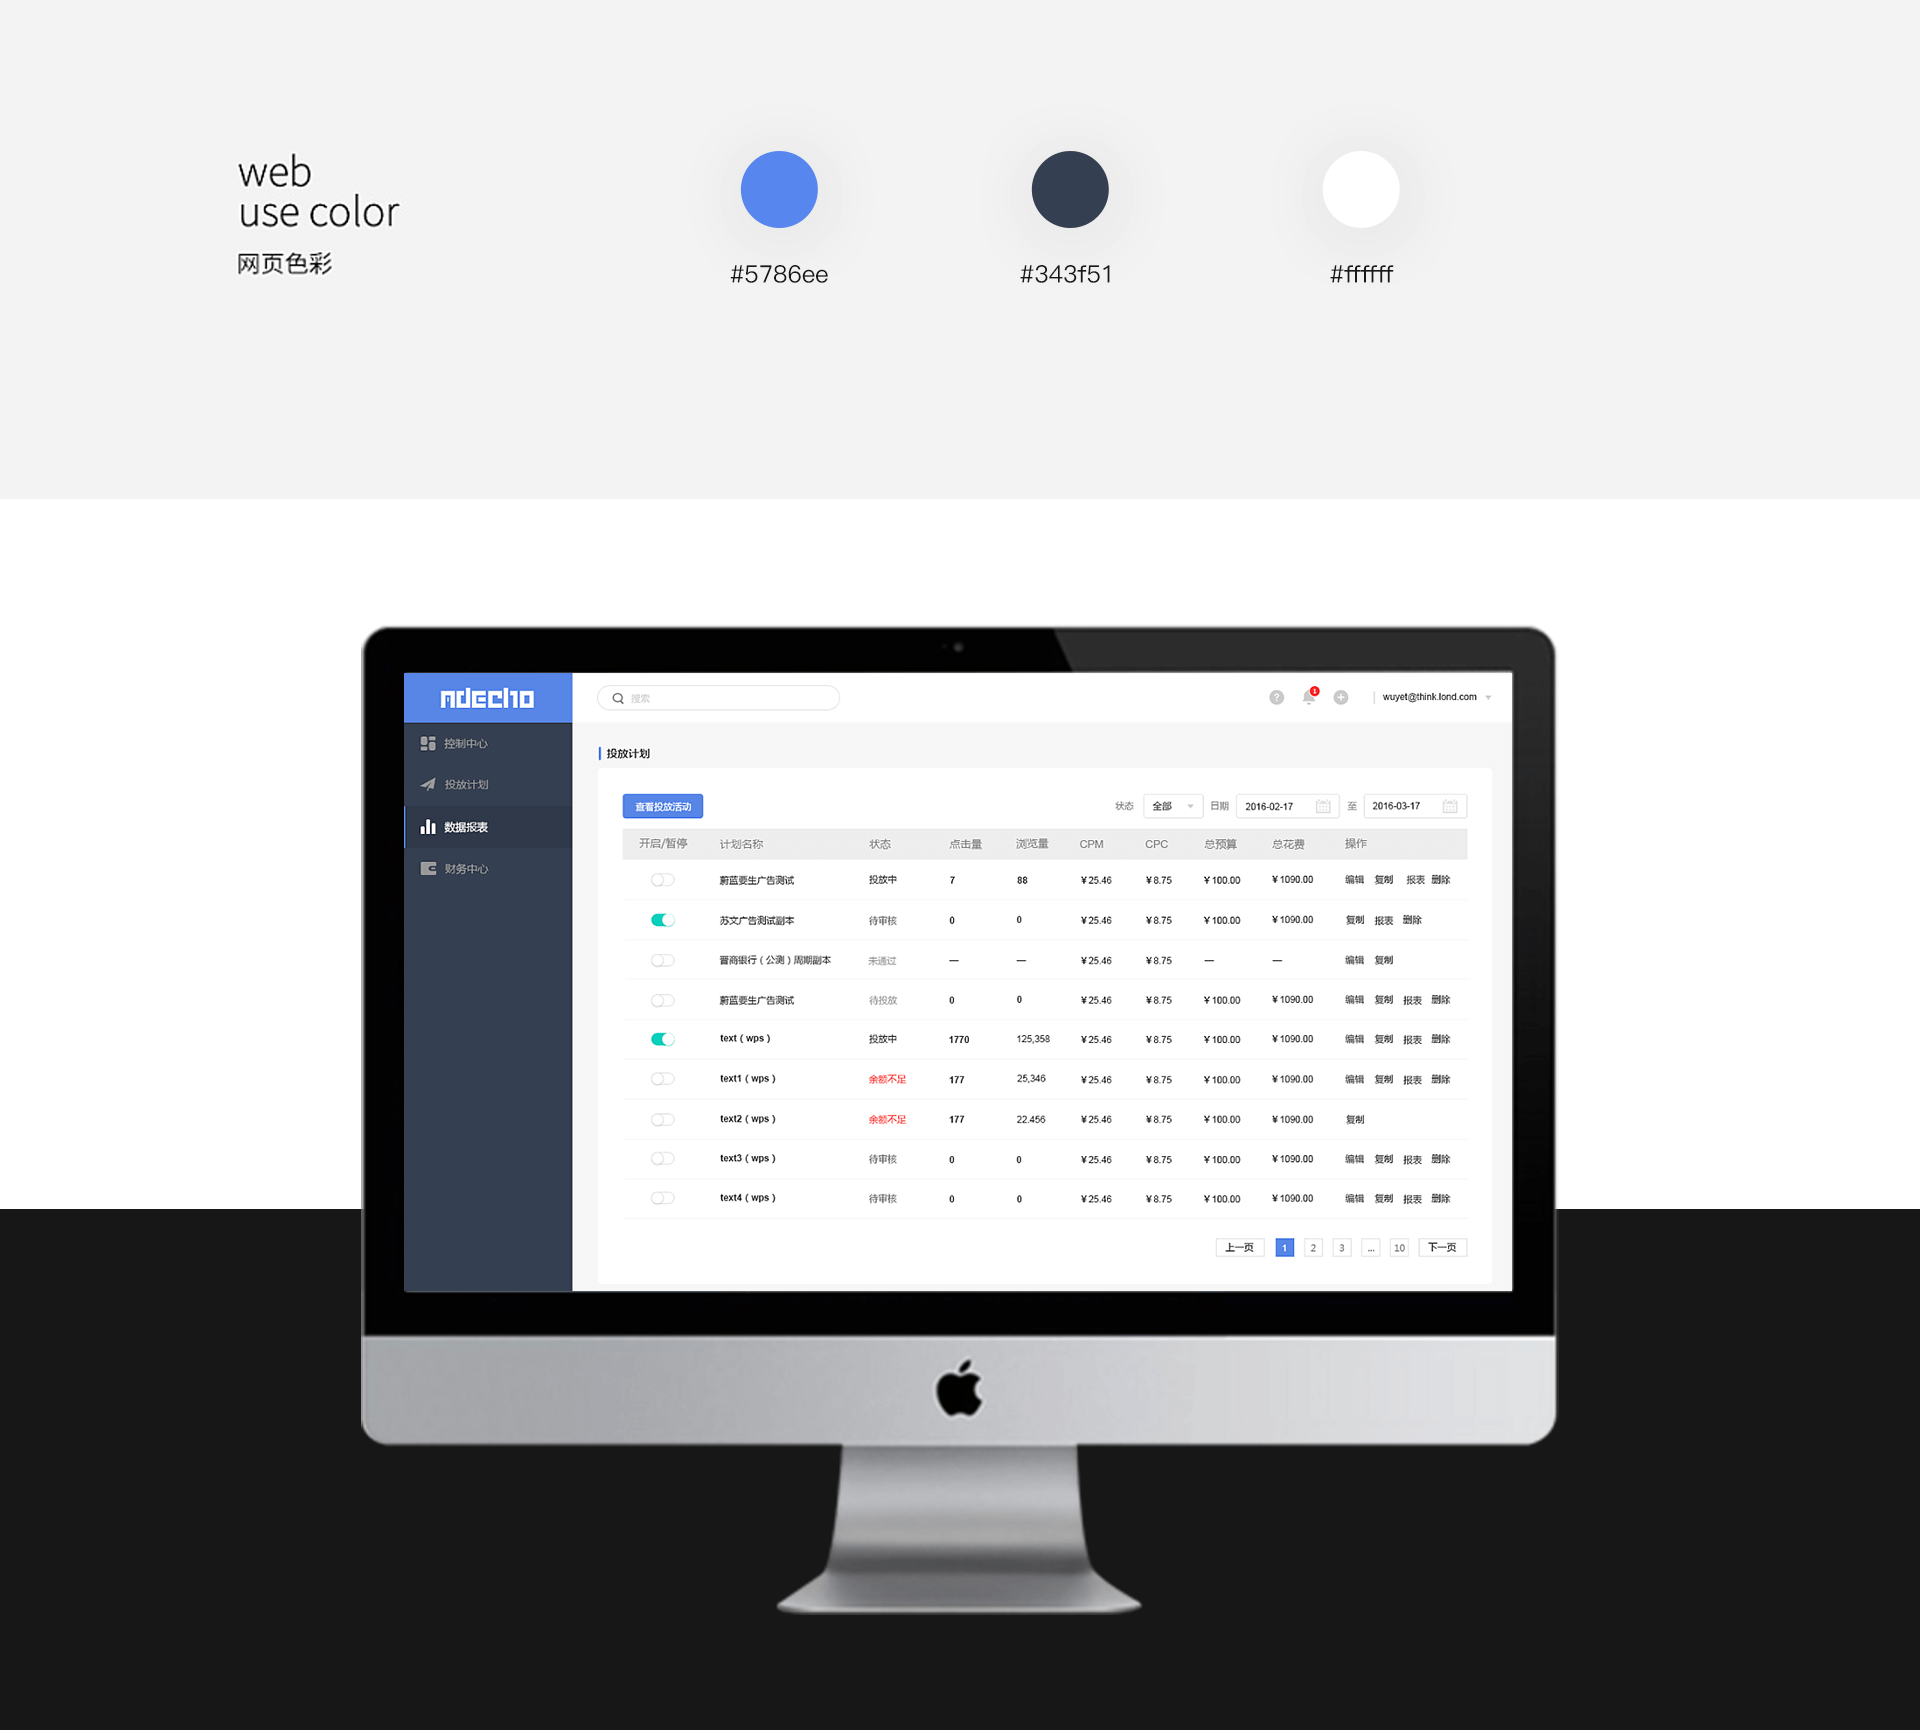 web
use color
网页色彩
#5786ee
#343f51
#ffffff
ndecho
搜索
?
1
wuyet@think.lond.com
控制中心
投放计划
数据报表
财务中心
投放计划
查看投放活动
状态 全部 日期 2016-02-17 至 2016-03-17
开启/暂停 计划名称 状态 点击量 浏览量 CPM CPC 总预算 总花费 操作
蔚蓝要生广告测试 投放中 7 88 ¥25.46 ¥8.75 ¥100.00 ¥1090.00 编辑 复制 报表 删除
苏文广告测试副本 待审核 0 0 ¥25.46 ¥8.75 ¥100.00 ¥1090.00 复制 报表 删除
晋商银行（公测）周期副本 未通过 — — ¥25.46 ¥8.75 — — 编辑 复制
蔚蓝要生广告测试 待投放 0 0 ¥25.46 ¥8.75 ¥100.00 ¥1090.00 编辑 复制 报表 删除
text（wps） 投放中 1770 125,358 ¥25.46 ¥8.75 ¥100.00 ¥1090.00 编辑 复制 报表 删除
text1（wps） 余额不足 177 25,346 ¥25.46 ¥8.75 ¥100.00 ¥1090.00 编辑 复制 报表 删除
text2（wps） 余额不足 177 22.456 ¥25.46 ¥8.75 ¥100.00 ¥1090.00 复制
text3（wps） 待审核 0 0 ¥25.46 ¥8.75 ¥100.00 ¥1090.00 编辑 复制 报表 删除
text4（wps） 待审核 0 0 ¥25.46 ¥8.75 ¥100.00 ¥1090.00 编辑 复制 报表 删除
上一页 1 2 3 ... 10 下一页